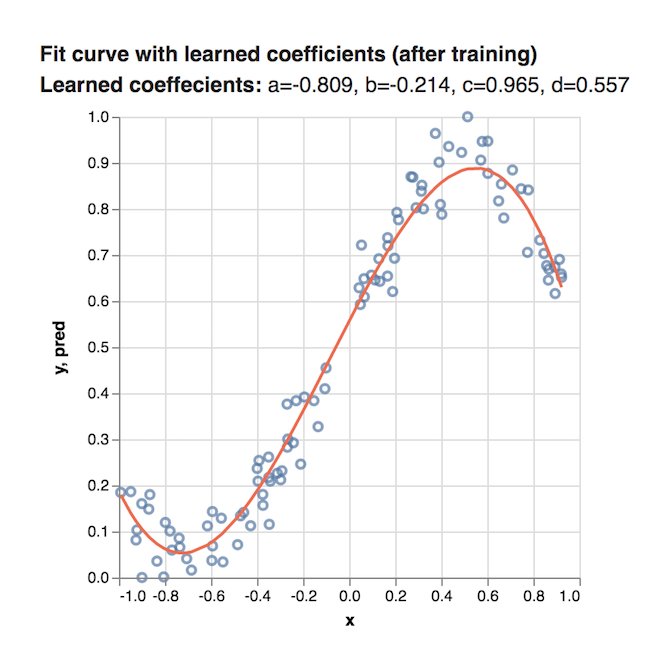 Fit curve with learned coefficients (after training)
Learned coeffecients: a=-0.809, b=-0.214, c=0.965, d=0.557
1.0
0.9
0.8
0.7
0.6
0.5
0.4
0.3
0.2
0.1
0.0
y, pred
-1.0 -0.8 -0.6 -0.4 -0.2 0.0 0.2 0.4 0.6 0.8 1.0
x